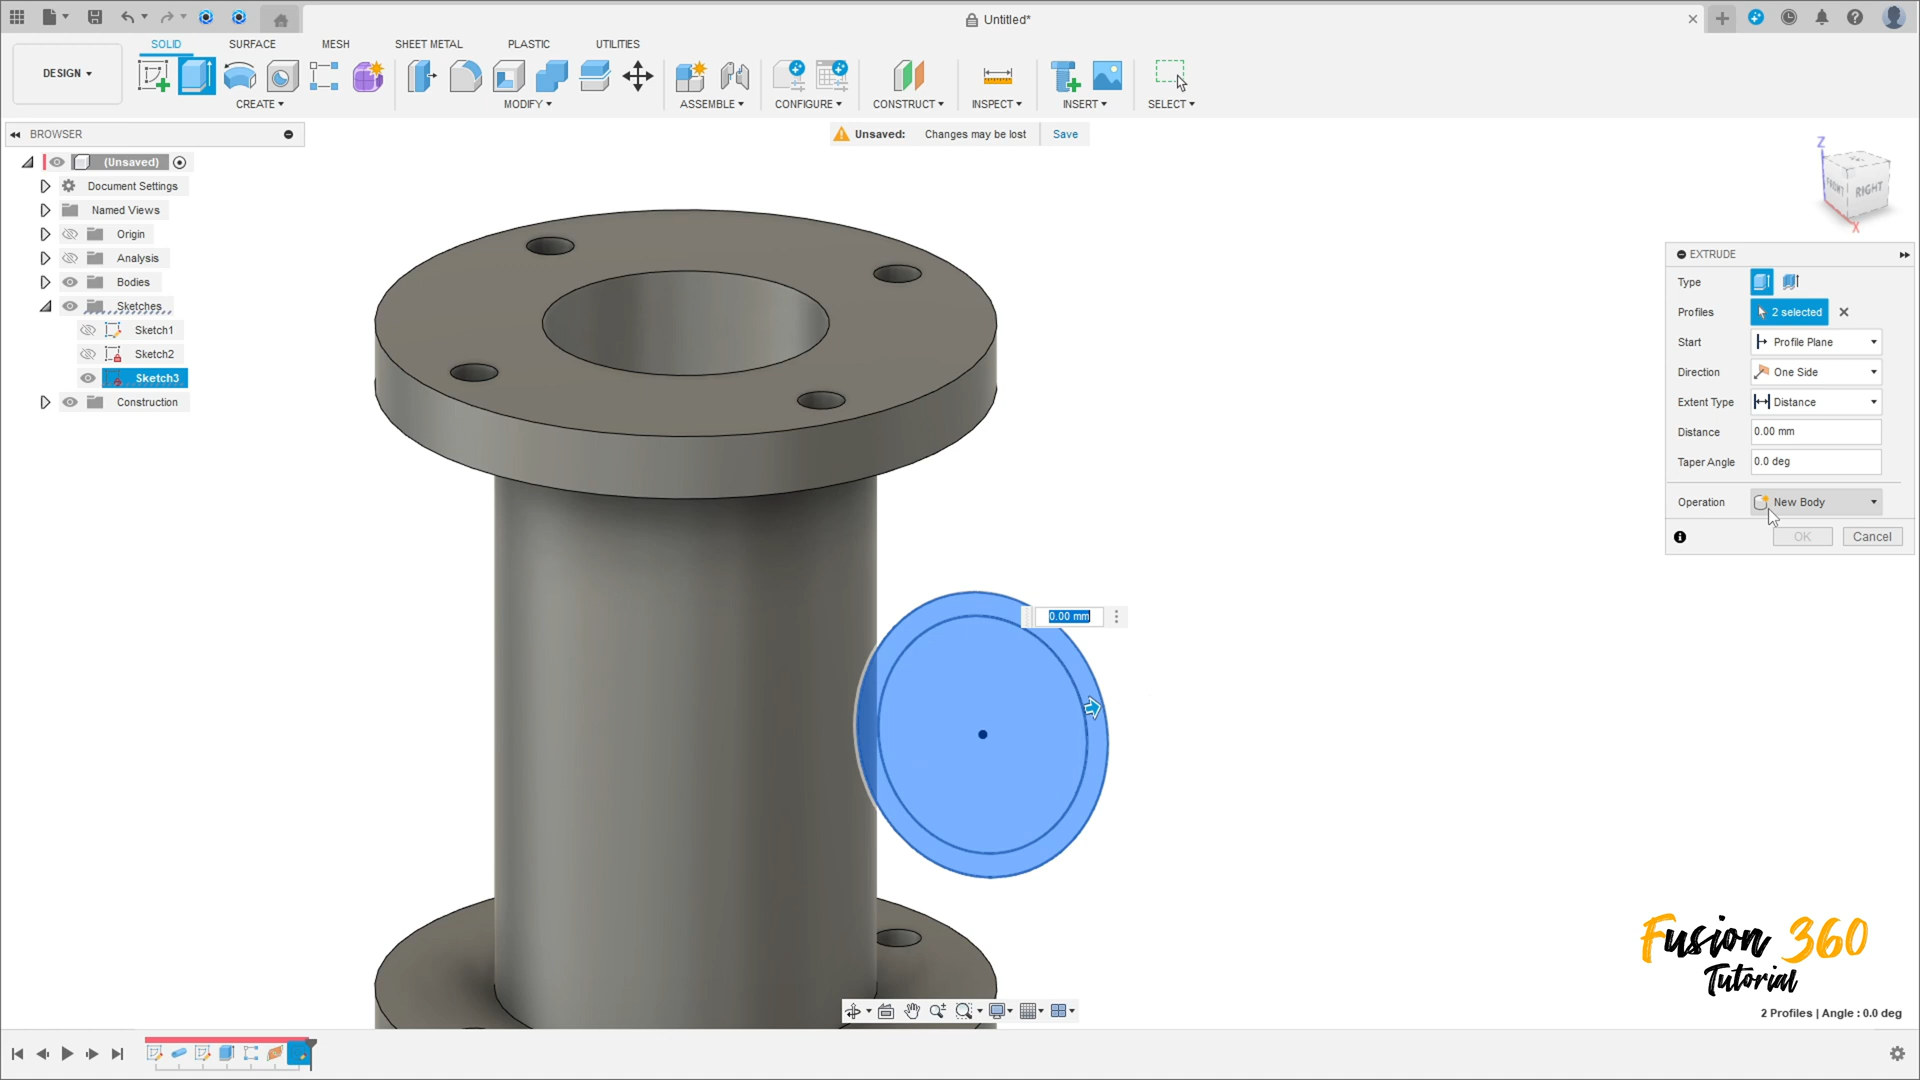 Untitled*
SOLID
SURFACE
MESH
SHEET METAL
PLASTIC
UTILITIES
DESIGN
CREATE
MODIFY
ASSEMBLE
CONFIGURE
CONSTRUCT
INSPECT
INSERT
SELECT
BROWSER
Unsaved: Changes may be lost Save
(Unsaved)
Document Settings
Named Views
Origin
Analysis
Bodies
Sketches
Sketch1
Sketch2
Sketch3
Construction
Z
FRONT
RIGHT
X
EXTRUDE
Type
Profiles 2 selected
Start Profile Plane
Direction One Side
Extent Type Distance
Distance 0.00 mm
Taper Angle 0.0 deg
Operation New Body
OK Cancel
0.00 mm
Fusion 360
Tutorial
2 Profiles | Angle : 0.0 deg